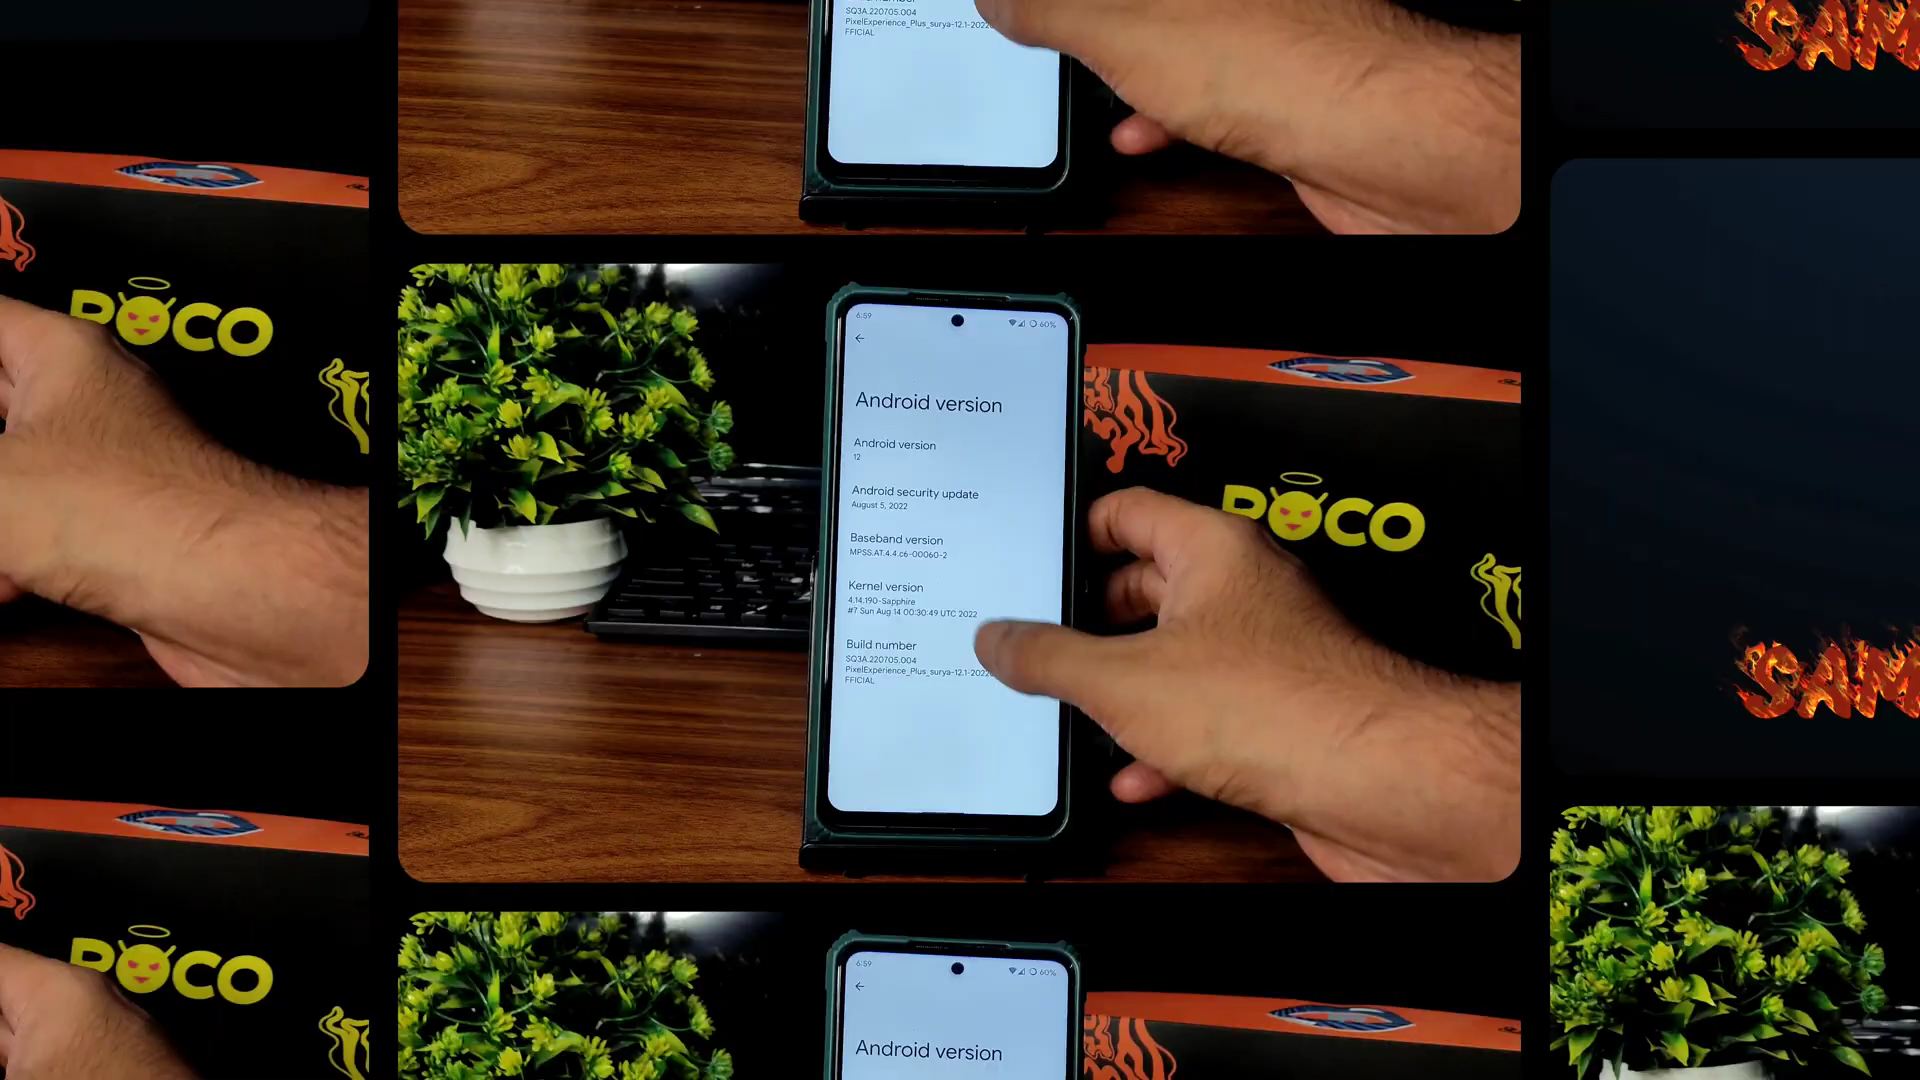 SQ3A.220705.004
PixelExperience_Plus_surya-12.1-2022
FFICIAL
SAM
POCO
POCO
6:59
60%
Android version
Android version
12
Android security update
August 5, 2022
Baseband version
MPSS.AT.4.4.c6-00060-2
Kernel version
4.14.190-Sapphire
#7 Sun Aug 14 00:30:49 UTC 2022
Build number
SQ3A.220705.004
PixelExperience_Plus_surya-12.1-2022
FFICIAL
SAM
POCO
6:59
60%
Android version